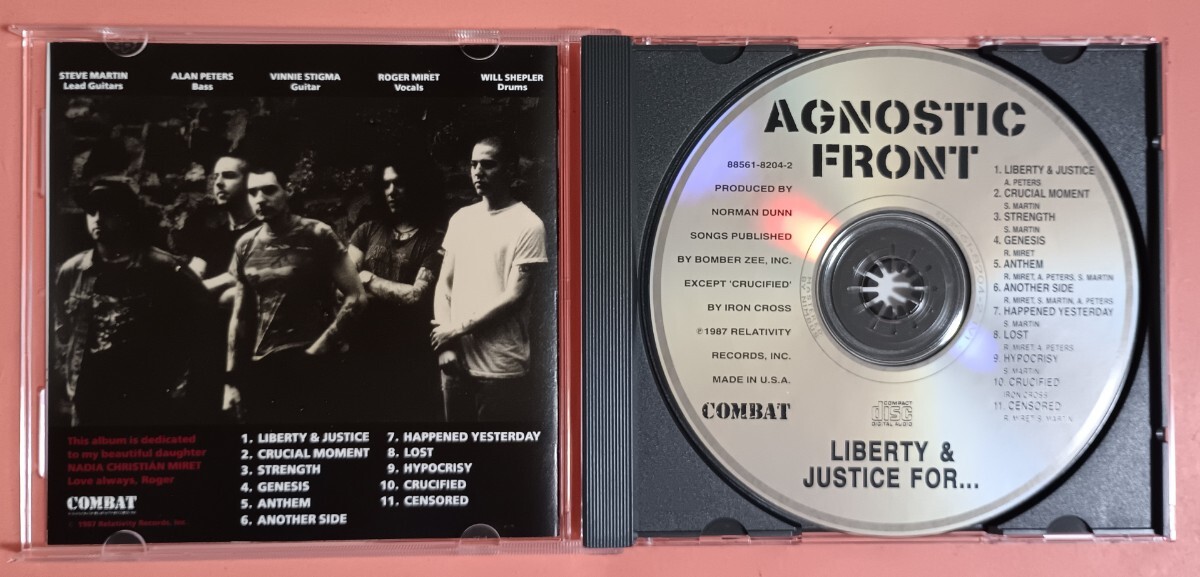 STEVE MARTIN
Lead Guitars
ALAN PETERS
Bass
VINNIE STIGMA
Guitar
ROGER MIRET
Vocals
WILL SHEPLER
Drums
This album is dedicated
to my beautiful daughter
NADIA CHRISTIAN MIRET
Love always, Roger
COMBAT
© 1987 Relativity Records, Inc.
1. LIBERTY & JUSTICE
2. CRUCIAL MOMENT
3. STRENGTH
4. GENESIS
5. ANTHEM
6. ANOTHER SIDE
7. HAPPENED YESTERDAY
8. LOST
9. HYPOCRISY
10. CRUCIFIED
11. CENSORED
AGNOSTIC
FRONT
88561-8204-2
PRODUCED BY
NORMAN DUNN
SONGS PUBLISHED
BY BOMBER ZEE, INC.
EXCEPT 'CRUCIFIED'
BY IRON CROSS
℗1987 RELATIVITY
RECORDS, INC.
MADE IN U.S.A.
COMBAT
1. LIBERTY & JUSTICE
A. PETERS
2. CRUCIAL MOMENT
S. MARTIN
3. STRENGTH
S. MARTIN
4. GENESIS
R. MIRET
5. ANTHEM
R. MIRET, A. PETERS, S. MARTIN
6. ANOTHER SIDE
R. MIRET, S. MARTIN, A. PETERS
7. HAPPENED YESTERDAY
S. MARTIN
8. LOST
R. MIRET, A. PETERS
9. HYPOCRISY
S. MARTIN
10. CRUCIFIED
IRON CROSS
11. CENSORED
R. MIRET, S. MARTIN
COMPACT
disc
DIGITAL AUDIO
LIBERTY &
JUSTICE FOR...